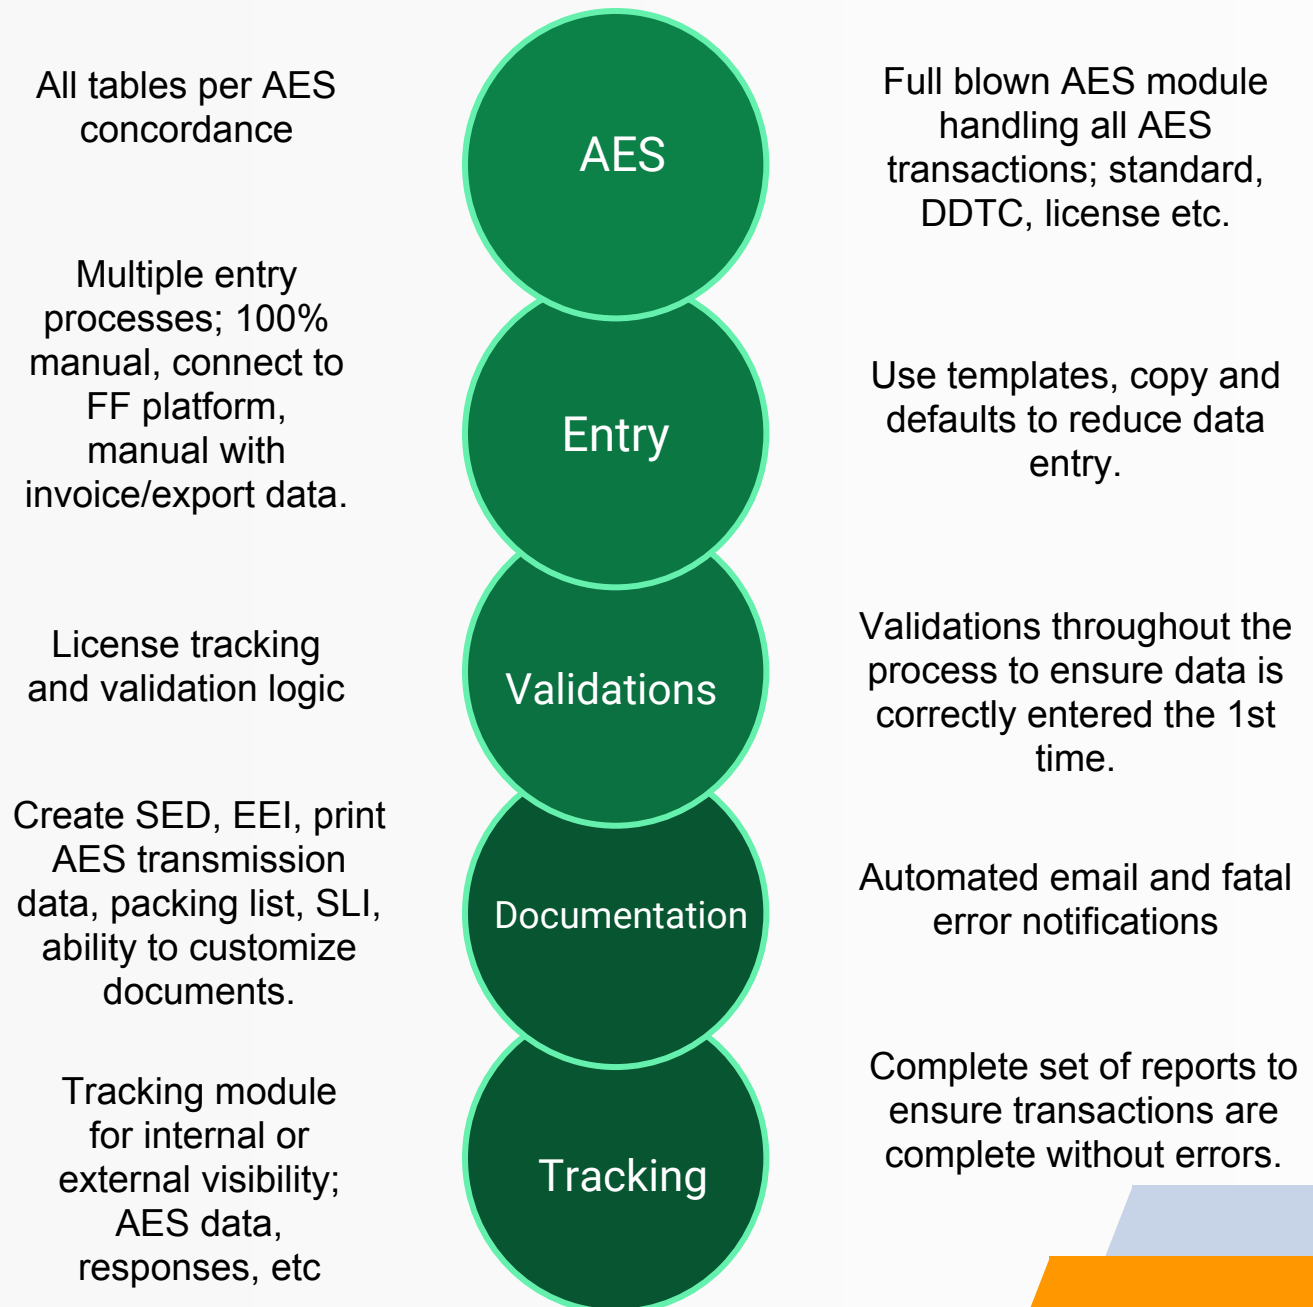 All tables per AES
concordance
AES
Full blown AES module
handling all AES
transactions; standard,
DDTC, license etc.
Multiple entry
processes; 100%
manual, connect to
FF platform,
manual with
invoice/export data.
Entry
Use templates, copy and
defaults to reduce data
entry.
License tracking
and validation logic
Validations
Validations throughout the
process to ensure data is
correctly entered the 1st
time.
Create SED, EEI, print
AES transmission
data, packing list, SLI,
ability to customize
documents.
Documentation
Automated email and fatal
error notifications
Tracking module
for internal or
external visibility;
AES data,
responses, etc
Tracking
Complete set of reports to
ensure transactions are
complete without errors.